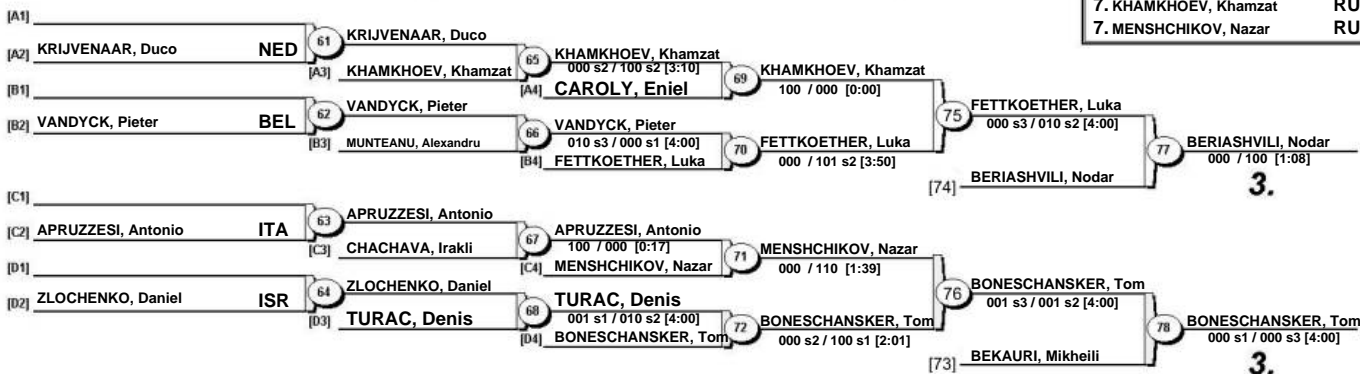 7. KHAMKHOEV, Khamzat RU
7. MENSHCHIKOV, Nazar RU
[A1]
[A2] KRIJVENAAR, Duco NED
61 KRIJVENAAR, Duco
[A3] KHAMKHOEV, Khamzat
65 KHAMKHOEV, Khamzat
000 s2 / 100 s2 [3:10]
[A4] CAROLY, Eniel
69 KHAMKHOEV, Khamzat
100 / 000 [0:00]
[B1]
[B2] VANDYCK, Pieter BEL
62 VANDYCK, Pieter
[B3] MUNTEANU, Alexandru
66 VANDYCK, Pieter
010 s3 / 000 s1 [4:00]
[B4] FETTKOETHER, Luka
70 FETTKOETHER, Luka
000 / 101 s2 [3:50]
75 FETTKOETHER, Luka
000 s3 / 010 s2 [4:00]
[74] BERIASHVILI, Nodar
77 BERIASHVILI, Nodar
000 / 100 [1:08]
3.
[C1]
[C2] APRUZZESI, Antonio ITA
63 APRUZZESI, Antonio
[C3] CHACHAVA, Irakli
67 APRUZZESI, Antonio
100 / 000 [0:17]
[C4] MENSHCHIKOV, Nazar
71 MENSHCHIKOV, Nazar
000 / 110 [1:39]
[D1]
[D2] ZLOCHENKO, Daniel ISR
64 ZLOCHENKO, Daniel
[D3] TURAC, Denis
68 TURAC, Denis
001 s1 / 010 s2 [4:00]
[D4] BONESCHANSKER, Tom
72 BONESCHANSKER, Tom
000 s2 / 100 s1 [2:01]
76 BONESCHANSKER, Tom
001 s3 / 001 s2 [4:00]
[73] BEKAURI, Mikheili
78 BONESCHANSKER, Tom
000 s1 / 000 s3 [4:00]
3.